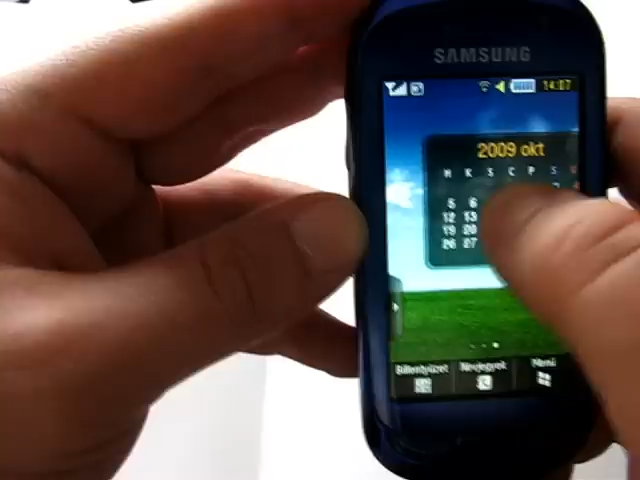 SAMSUNG
14:07
2009 okt
M K S C P S
5 6
12 13
19 20
26 27
Billentyűzet Névjegyek Menü